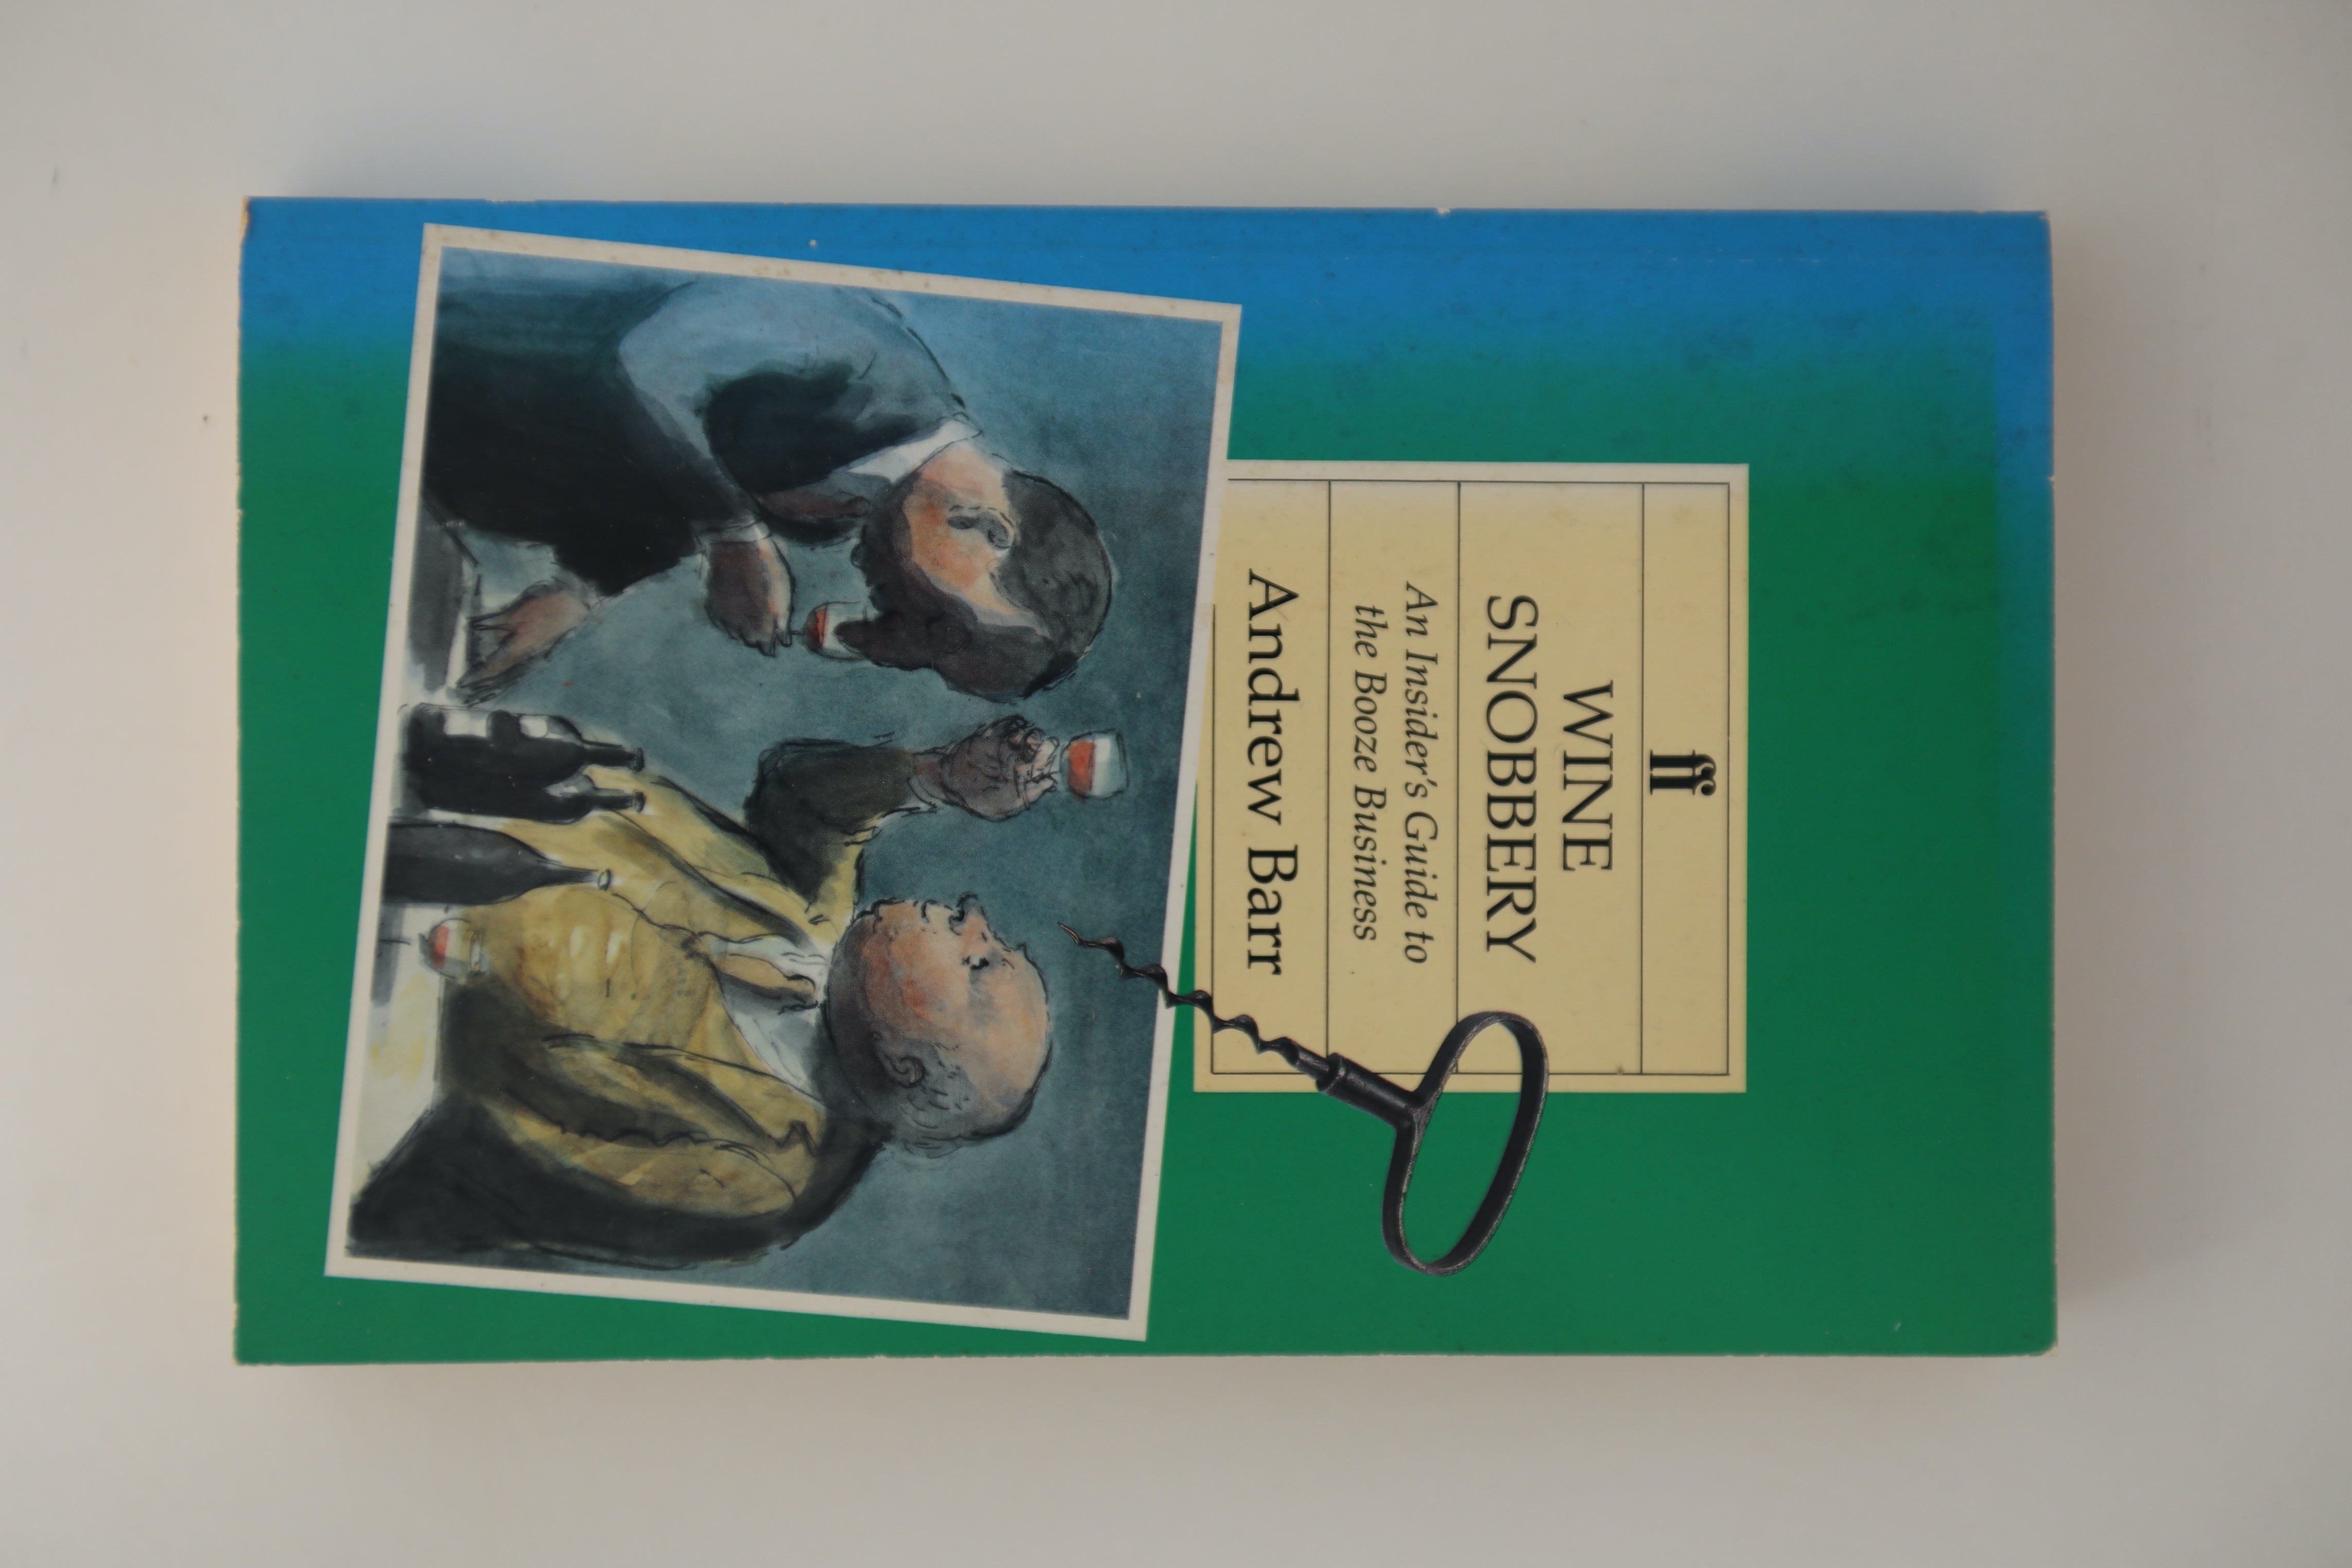 ff
WINE
SNOBBERY
An Insider's Guide to
the Booze Business
Andrew Barr